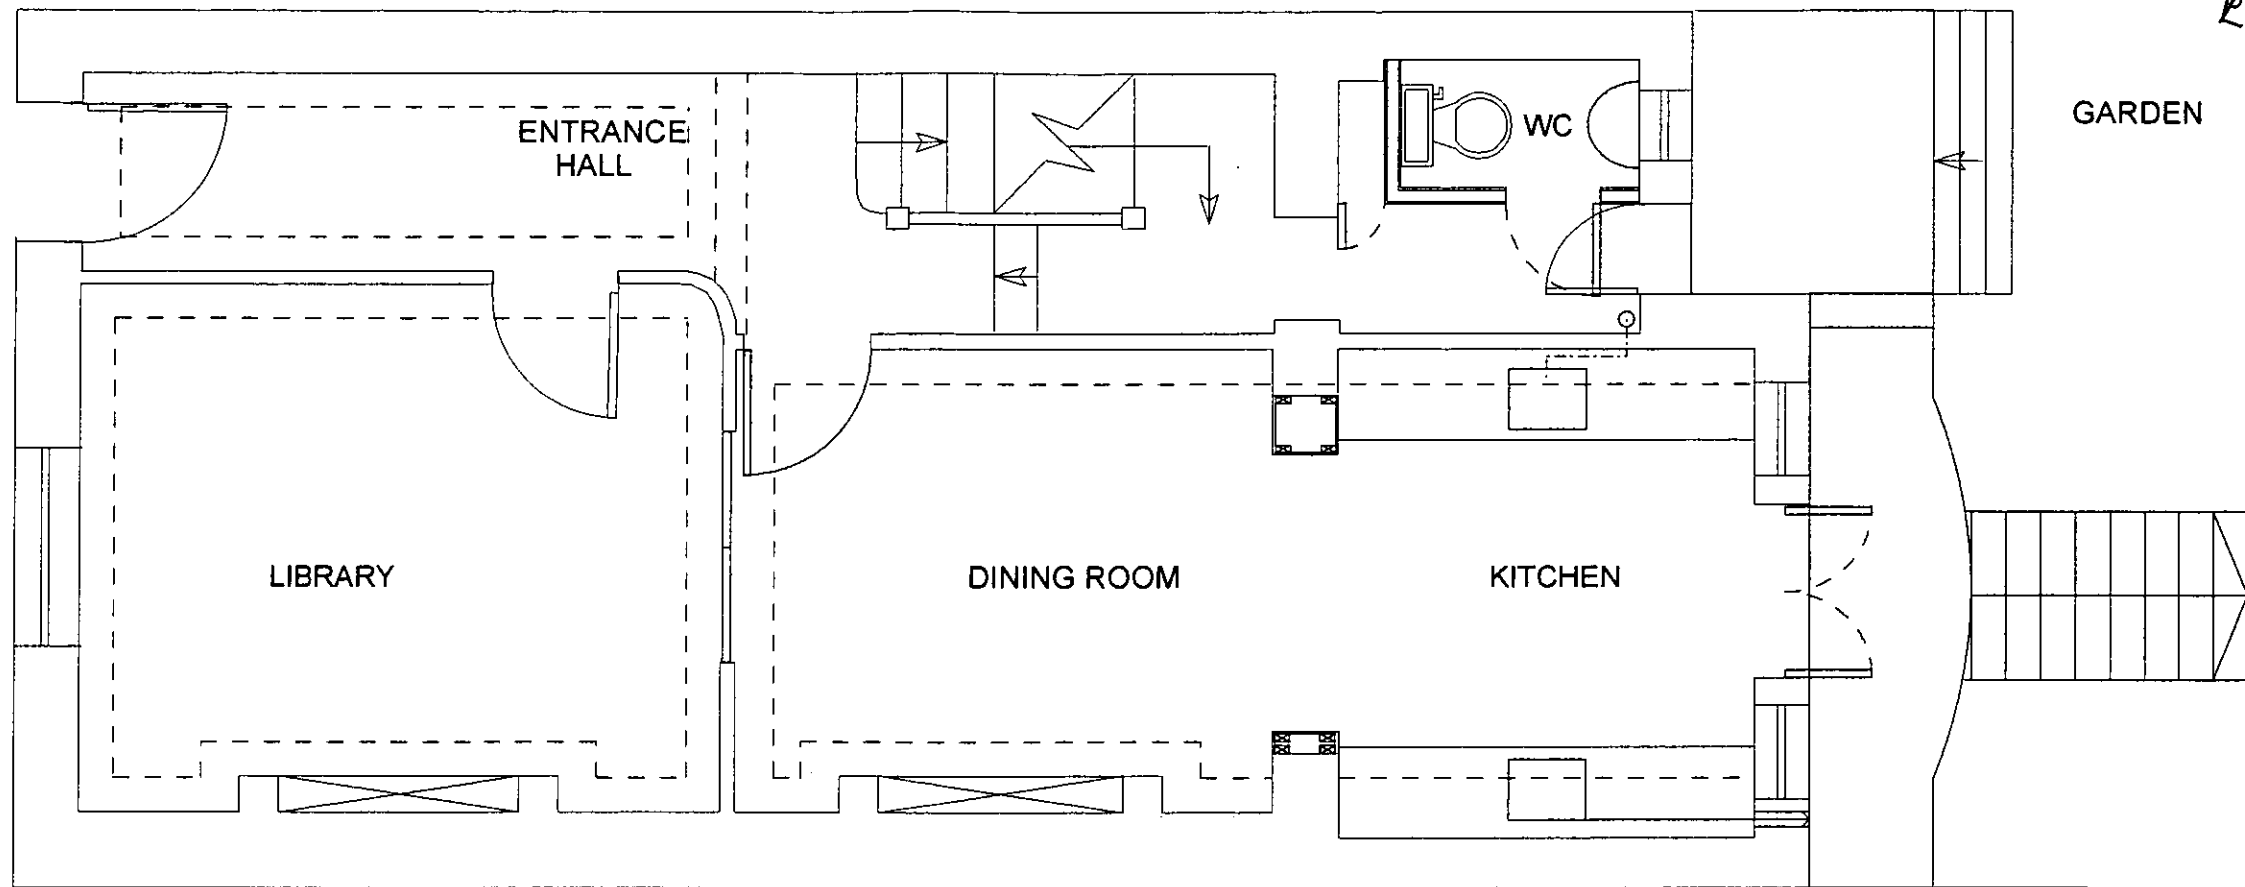 GARDEN
ENTRANCE
HALL
WC
LIBRARY
DINING ROOM
KITCHEN